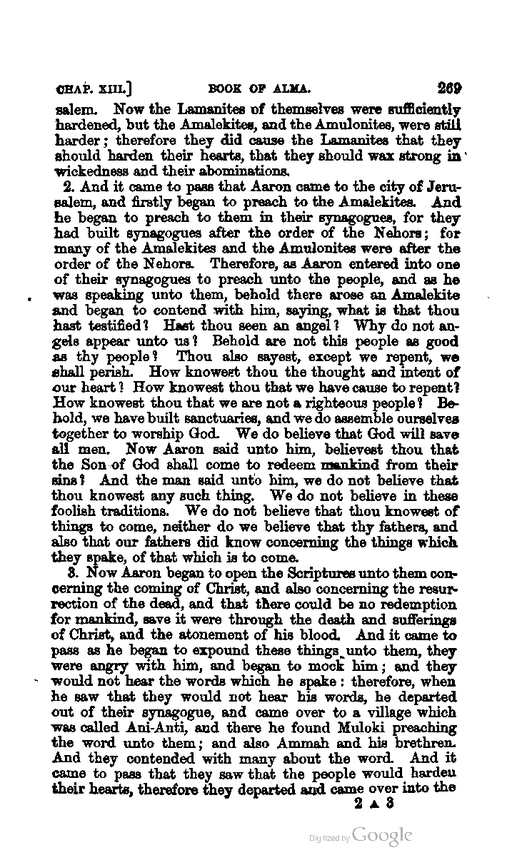 CHAP. XIII.] BOOK OF ALMA. 269
salem. Now the Lamanites of themselves were sufficiently
hardened, but the Amalekites, and the Amulonites, were still
harder; therefore they did cause the Lamanites that they
should harden their hearts, that they should wax strong in
wickedness and their abominations.
2. And it came to pass that Aaron came to the city of Jeru-
salem, and firstly began to preach to the Amalekites. And
he began to preach to them in their synagogues, for they
had built synagogues after the order of the Nehors; for
many of the Amalekites and the Amulonites were after the
order of the Nehors. Therefore, as Aaron entered into one
of their synagogues to preach unto the people, and as he
was speaking unto them, behold there arose an Amalekite
and began to contend with him, saying, what is that thou
hast testified? Hast thou seen an angel? Why do not an-
gels appear unto us? Behold are not this people as good
as thy people? Thou also sayest, except we repent, we
shall perish. How knowest thou the thought and intent of
our heart? How knowest thou that we have cause to repent?
How knowest thou that we are not a righteous people? Be-
hold, we have built sanctuaries, and we do assemble ourselves
together to worship God. We do believe that God will save
all men. Now Aaron said unto him, believest thou that
the Son of God shall come to redeem mankind from their
sins? And the man said unto him, we do not believe that
thou knowest any such thing. We do not believe in these
foolish traditions. We do not believe that thou knowest of
things to come, neither do we believe that thy fathers, and
also that our fathers did know concerning the things which
they spake, of that which is to come.
3. Now Aaron began to open the Scriptures unto them con-
cerning the coming of Christ, and also concerning the resur-
rection of the dead, and that there could be no redemption
for mankind, save it were through the death and sufferings
of Christ, and the atonement of his blood. And it came to
pass as he began to expound these things unto them, they
were angry with him, and began to mock him; and they
would not hear the words which he spake: therefore, when
he saw that they would not hear his words, he departed
out of their synagogue, and came over to a village which
was called Ani-Anti, and there he found Muloki preaching
the word unto them; and also Ammah and his brethren.
And they contended with many about the word. And it
came to pass that they saw that the people would harden
their hearts, therefore they departed and came over into the
2 A 3
Digitized by Google